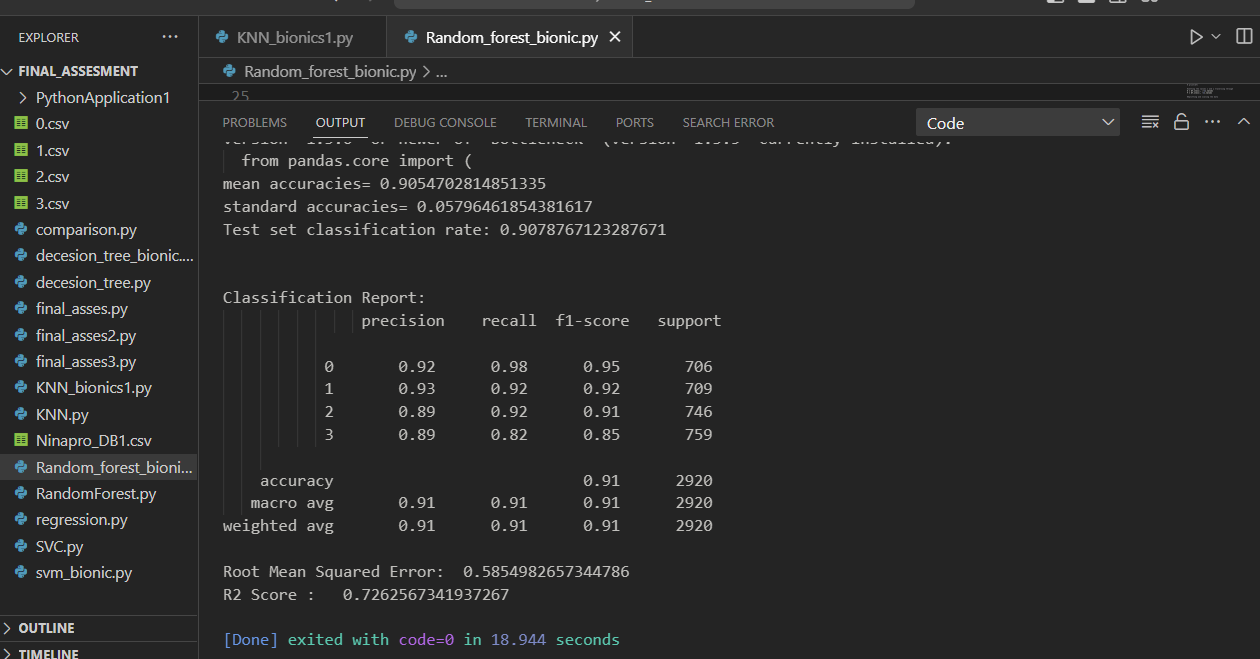 EXPLORER
FINAL_ASSESMENT
PythonApplication1
0.csv
1.csv
2.csv
3.csv
comparison.py
decesion_tree_bionic....
decesion_tree.py
final_asses.py
final_asses2.py
final_asses3.py
KNN_bionics1.py
KNN.py
Ninapro_DB1.csv
Random_forest_bioni...
RandomForest.py
regression.py
SVC.py
svm_bionic.py
OUTLINE
TIMELINE
KNN_bionics1.py
Random_forest_bionic.py
Random_forest_bionic.py > ...
25
PROBLEMS OUTPUT DEBUG CONSOLE TERMINAL PORTS SEARCH ERROR
Code
from pandas.core import (
mean accuracies= 0.9054702814851335
standard accuracies= 0.05796461854381617
Test set classification rate: 0.9078767123287671
Classification Report:
precision recall f1-score support
0 0.92 0.98 0.95 706
1 0.93 0.92 0.92 709
2 0.89 0.92 0.91 746
3 0.89 0.82 0.85 759
accuracy 0.91 2920
macro avg 0.91 0.91 0.91 2920
weighted avg 0.91 0.91 0.91 2920
Root Mean Squared Error: 0.5854982657344786
R2 Score : 0.7262567341937267
[Done] exited with code=0 in 18.944 seconds